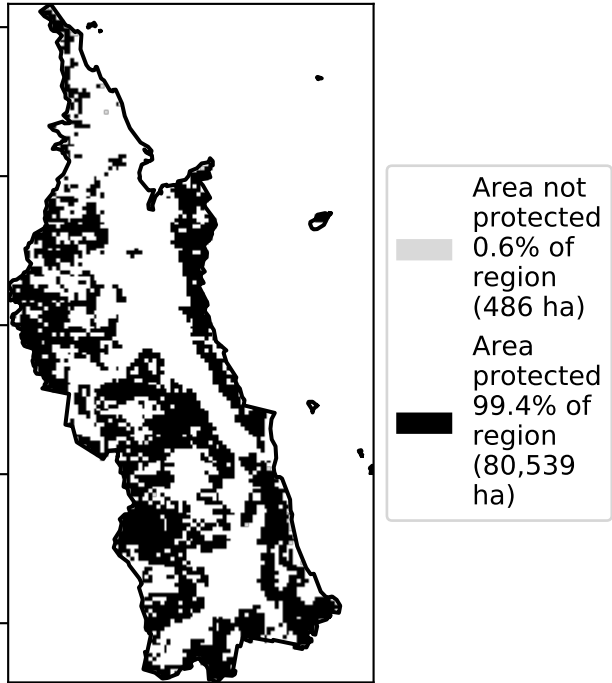 Area not
protected
0.6% of
region
(486 ha)
Area
protected
99.4% of
region
(80,539
ha)